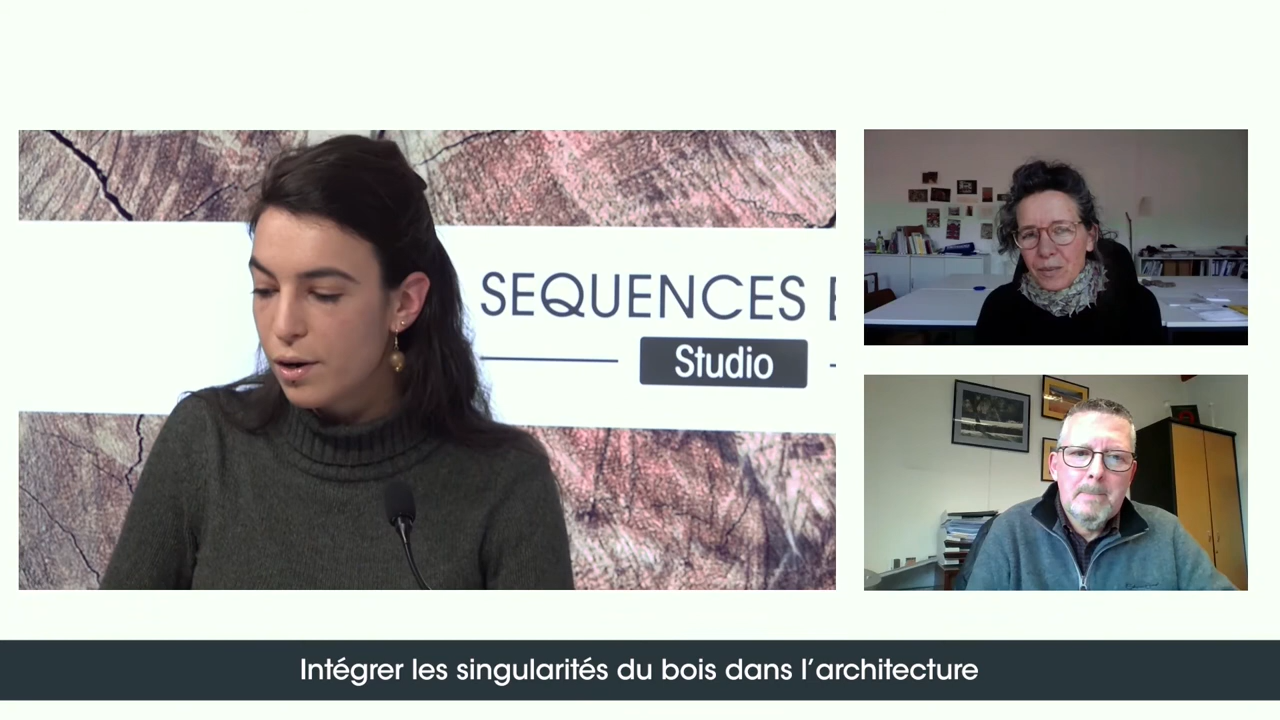 SEQUENCES
Studio
Intégrer les singularités du bois dans l’architecture